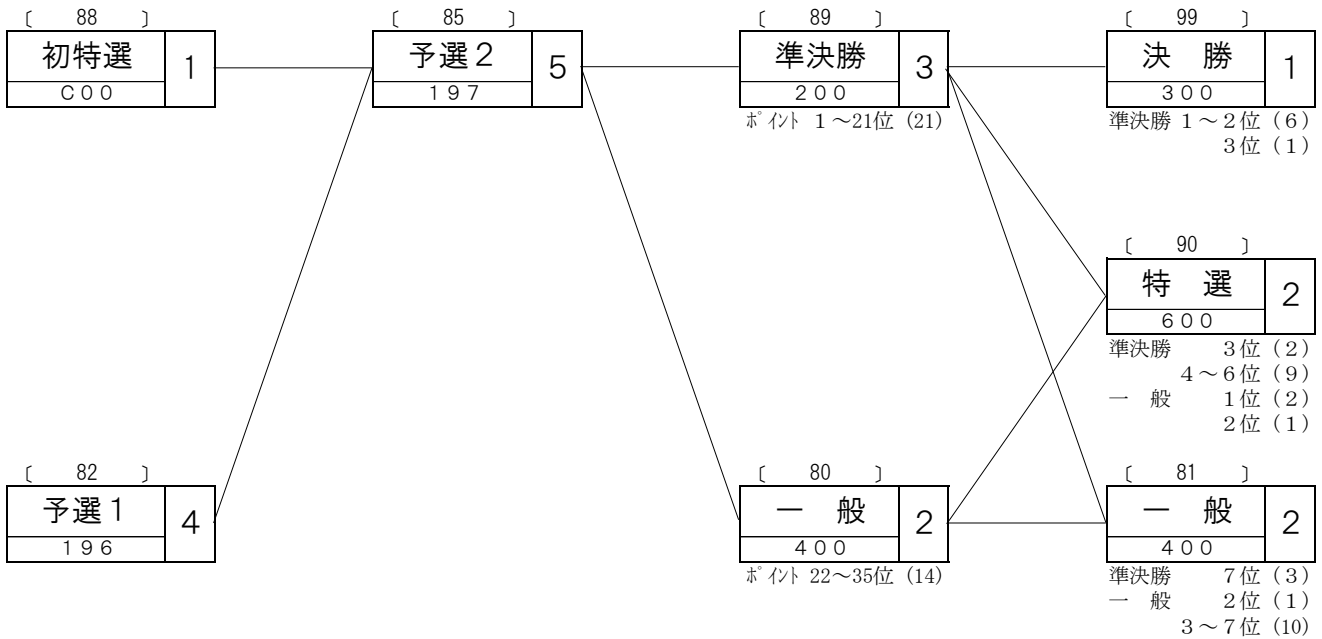 〔 88 〕
初特選 1
C00
〔 85 〕
予選２ 5
197
〔 89 〕
準決勝 3
200
ﾎﾟｲﾝﾄ 1～21位 (21)
〔 99 〕
決 勝 1
300
準決勝 1～2位 (6)
3位 (1)
〔 90 〕
特 選 2
600
準決勝 3位 (2)
4～6位 (9)
一 般 1位 (2)
2位 (1)
〔 82 〕
予選１ 4
196
〔 80 〕
一 般 2
400
ﾎﾟｲﾝﾄ 22～35位 (14)
〔 81 〕
一 般 2
400
準決勝 7位 (3)
一 般 2位 (1)
3～7位 (10)